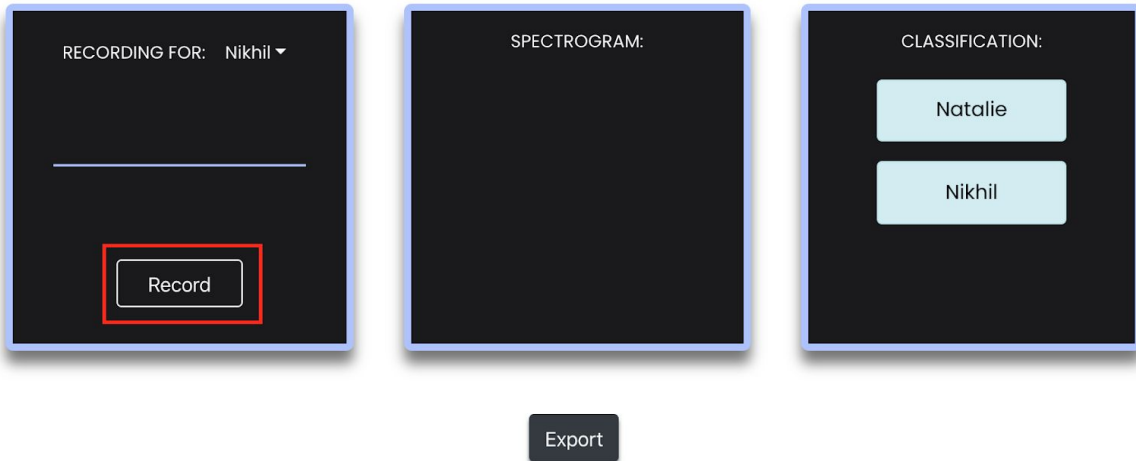 RECORDING FOR: Nikhil
Record
SPECTROGRAM:
CLASSIFICATION:
Natalie
Nikhil
Export